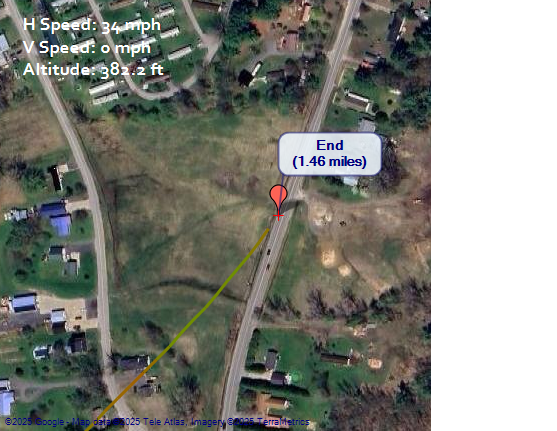 H Speed: 34 mph
V Speed: 0 mph
Altitude: 382.2 ft
End
(1.46 miles)
©2025 Google - Map data ©2025 Tele Atlas, Imagery ©2025 TerraMetrics